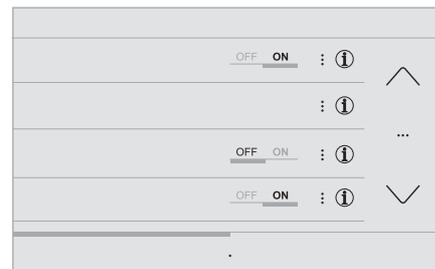 OFF ON ⋮ i
⋮ i
...
OFF ON ⋮ i
OFF ON ⋮ i
.